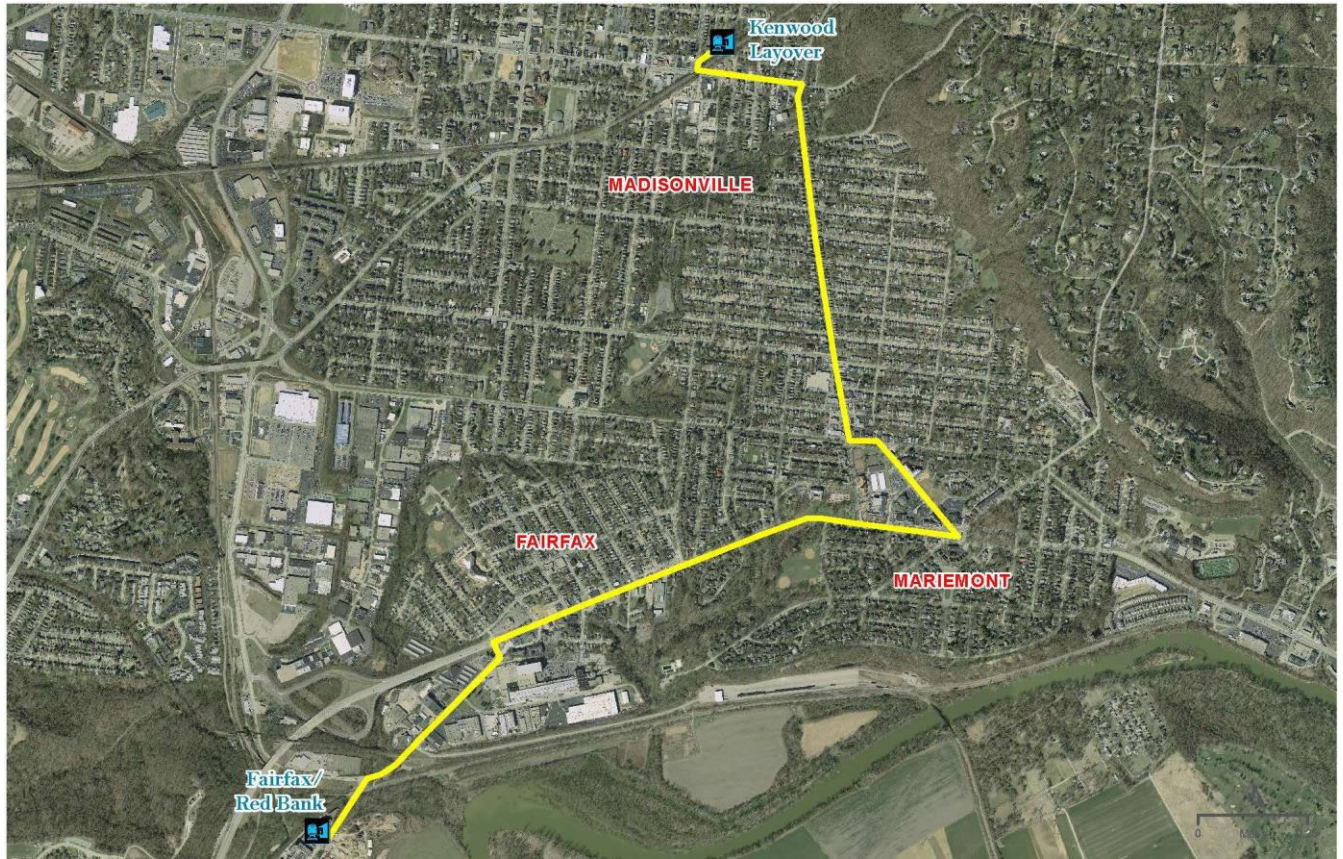 Kenwood
Layover
MADISONVILLE
FAIRFAX
MARIEMONT
Fairfax/
Red Bank
0